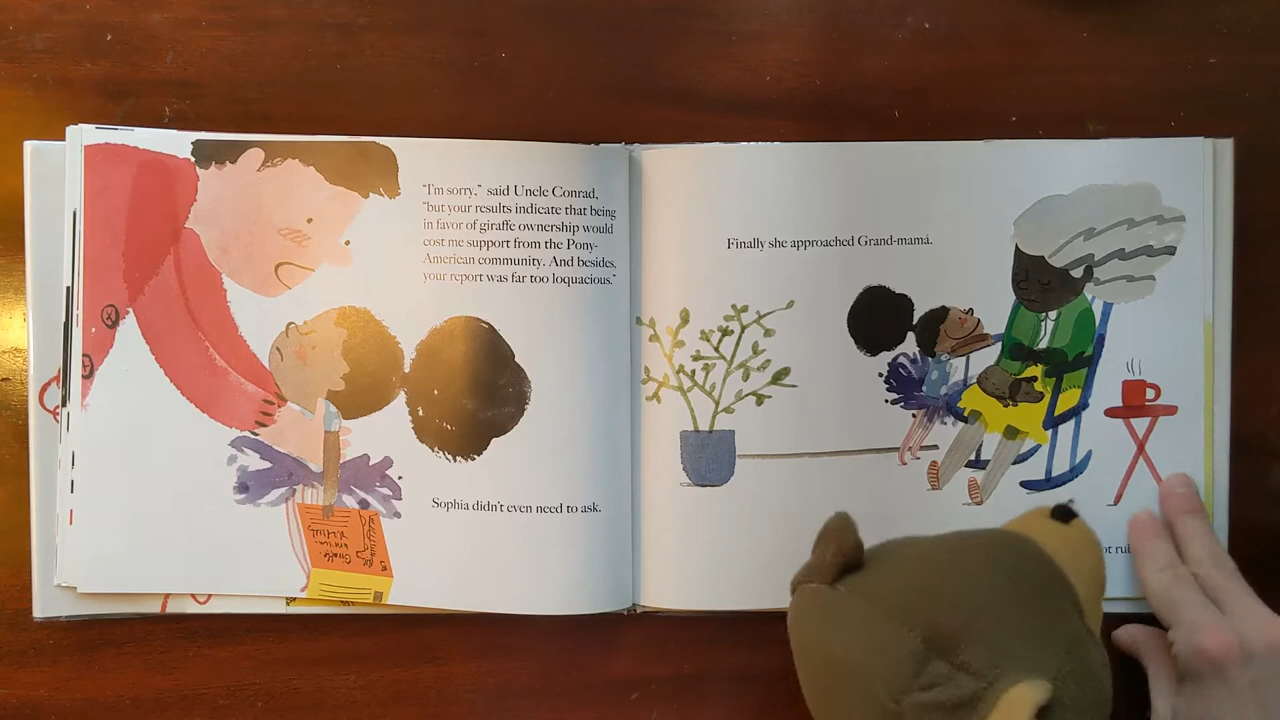 "I'm sorry," said Uncle Conrad,
"but your results indicate that being
in favor of giraffe ownership would
cost me support from the Pony-
American community. And besides,
your report was far too loquacious."
Sophia didn't even need to ask.
Giraffe
Finally she approached Grand-mamá.